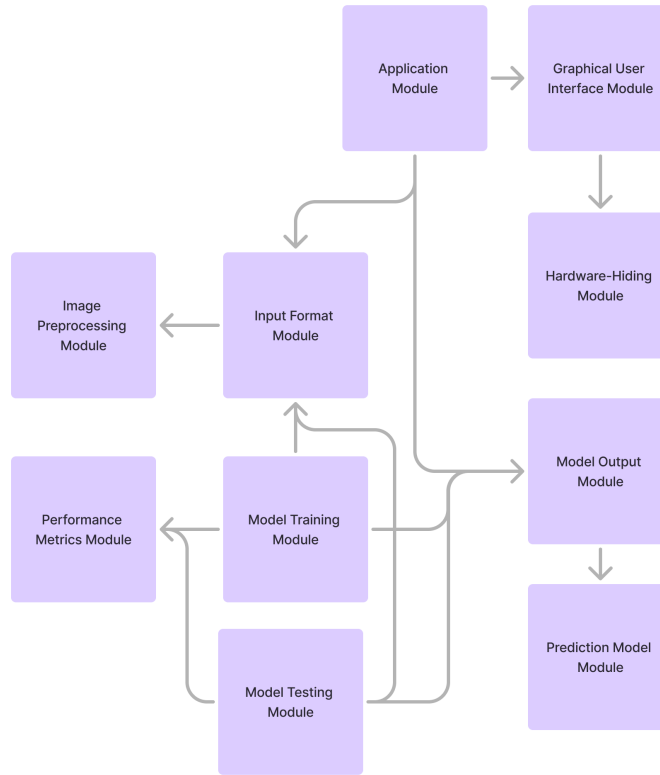 Application
Module
Graphical User
Interface Module
Hardware-Hiding
Module
Image
Preprocessing
Module
Input Format
Module
Model Output
Module
Performance
Metrics Module
Model Training
Module
Prediction Model
Module
Model Testing
Module